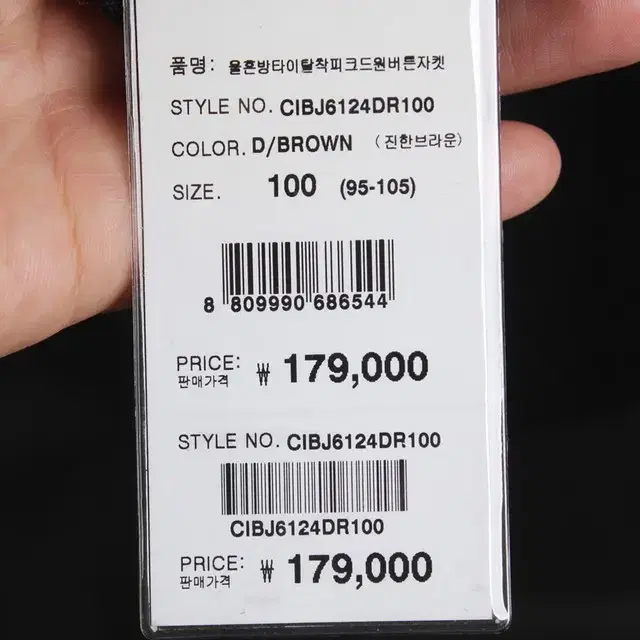 품명: 울혼방타이탈착피크드원버튼자켓
STYLE NO. CIBJ6124DR100
COLOR. D/BROWN (진한브라운)
SIZE. 100 (95-105)
8 809990 686544
PRICE: ₩ 179,000
판매가격
STYLE NO. CIBJ6124DR100
CIBJ6124DR100
PRICE: ₩ 179,000
판매가격